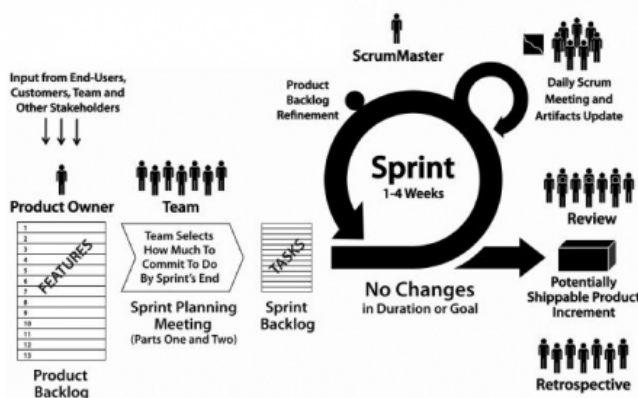 Input from End-Users,
Customers, Team and
Other Stakeholders
Product Owner
1
2
3
4
5
6
7
8
9
10
11
12
13
FEATURES
Product
Backlog
Team
Team Selects
How Much To
Commit To Do
By Sprint's End
Sprint Planning
Meeting
(Parts One and Two)
TASKS
Sprint
Backlog
ScrumMaster
Product
Backlog
Refinement
Sprint
1-4 Weeks
No Changes
in Duration or Goal
Daily Scrum
Meeting and
Artifacts Update
Review
Potentially
Shippable Product
Increment
Retrospective